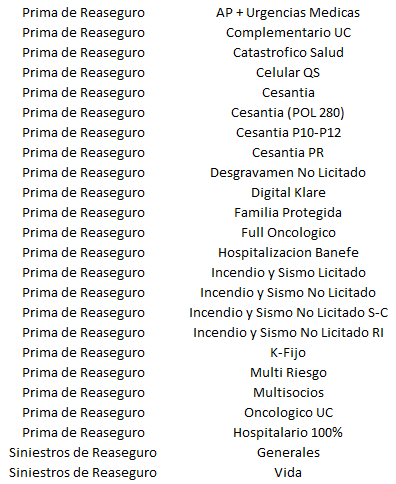 Prima de Reaseguro AP + Urgencias Medicas
Prima de Reaseguro Complementario UC
Prima de Reaseguro Catastrofico Salud
Prima de Reaseguro Celular QS
Prima de Reaseguro Cesantia
Prima de Reaseguro Cesantia (POL 280)
Prima de Reaseguro Cesantia P10-P12
Prima de Reaseguro Cesantia PR
Prima de Reaseguro Desgravamen No Licitado
Prima de Reaseguro Digital Klare
Prima de Reaseguro Familia Protegida
Prima de Reaseguro Full Oncologico
Prima de Reaseguro Hospitalizacion Banefe
Prima de Reaseguro Incendio y Sismo Licitado
Prima de Reaseguro Incendio y Sismo No Licitado
Prima de Reaseguro Incendio y Sismo No Licitado S-C
Prima de Reaseguro Incendio y Sismo No Licitado RI
Prima de Reaseguro K-Fijo
Prima de Reaseguro Multi Riesgo
Prima de Reaseguro Multisocios
Prima de Reaseguro Oncologico UC
Prima de Reaseguro Hospitalario 100%
Siniestros de Reaseguro Generales
Siniestros de Reaseguro Vida